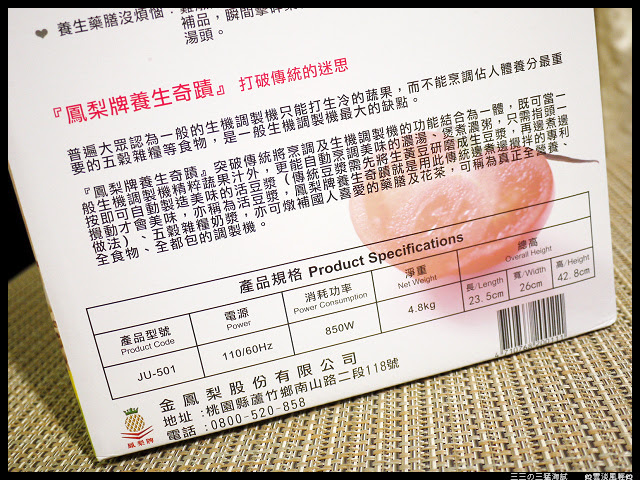 養生藥膳沒煩惱：
補品，瞬間
湯頭。
『鳳梨牌養生奇蹟』 打破傳統的迷思
普遍大眾認為一般的生機調製機只能打生冷的蔬果，而不能烹調佔人體養分最重
要的五穀雜糧等食物，是一般生機調製機最大的缺點。
『鳳梨牌養生奇蹟』突破傳統將烹調及生機調製機的功能結合為一體，既可當一
般生機調製機精粹蔬果汁外，更能自動烹調美味的濃湯、煲煮濃粥，只需指頭一
按即可自動製造美味的活豆漿（傳統豆漿需先將生黃豆研磨成生豆漿，再邊煮邊
攪動才會美味，亦稱為活豆漿，鳳梨牌養生奇蹟就是用此傳統邊煮邊攪拌的專利
做法）、五穀雜糧奶漿，亦可燉補國人喜愛的藥膳及花茶，可稱為真正全營養、
全食物、全都包的調製機。
產品規格 Product Specifications
產品型號 電源 消耗功率 淨重 總高
Product Code Power Power Consumption Net Weight Overall Height
長/Length 寬/Width 高/Height
JU-501 110/60Hz 850W 4.8kg 23.5cm 26cm 42.8cm
金鳳梨股份有限公司
地址：桃園縣蘆竹鄉南山路二段118號
電話：0800-520-858
鳳梨牌
三三の三猛海賊
雲淡風輕